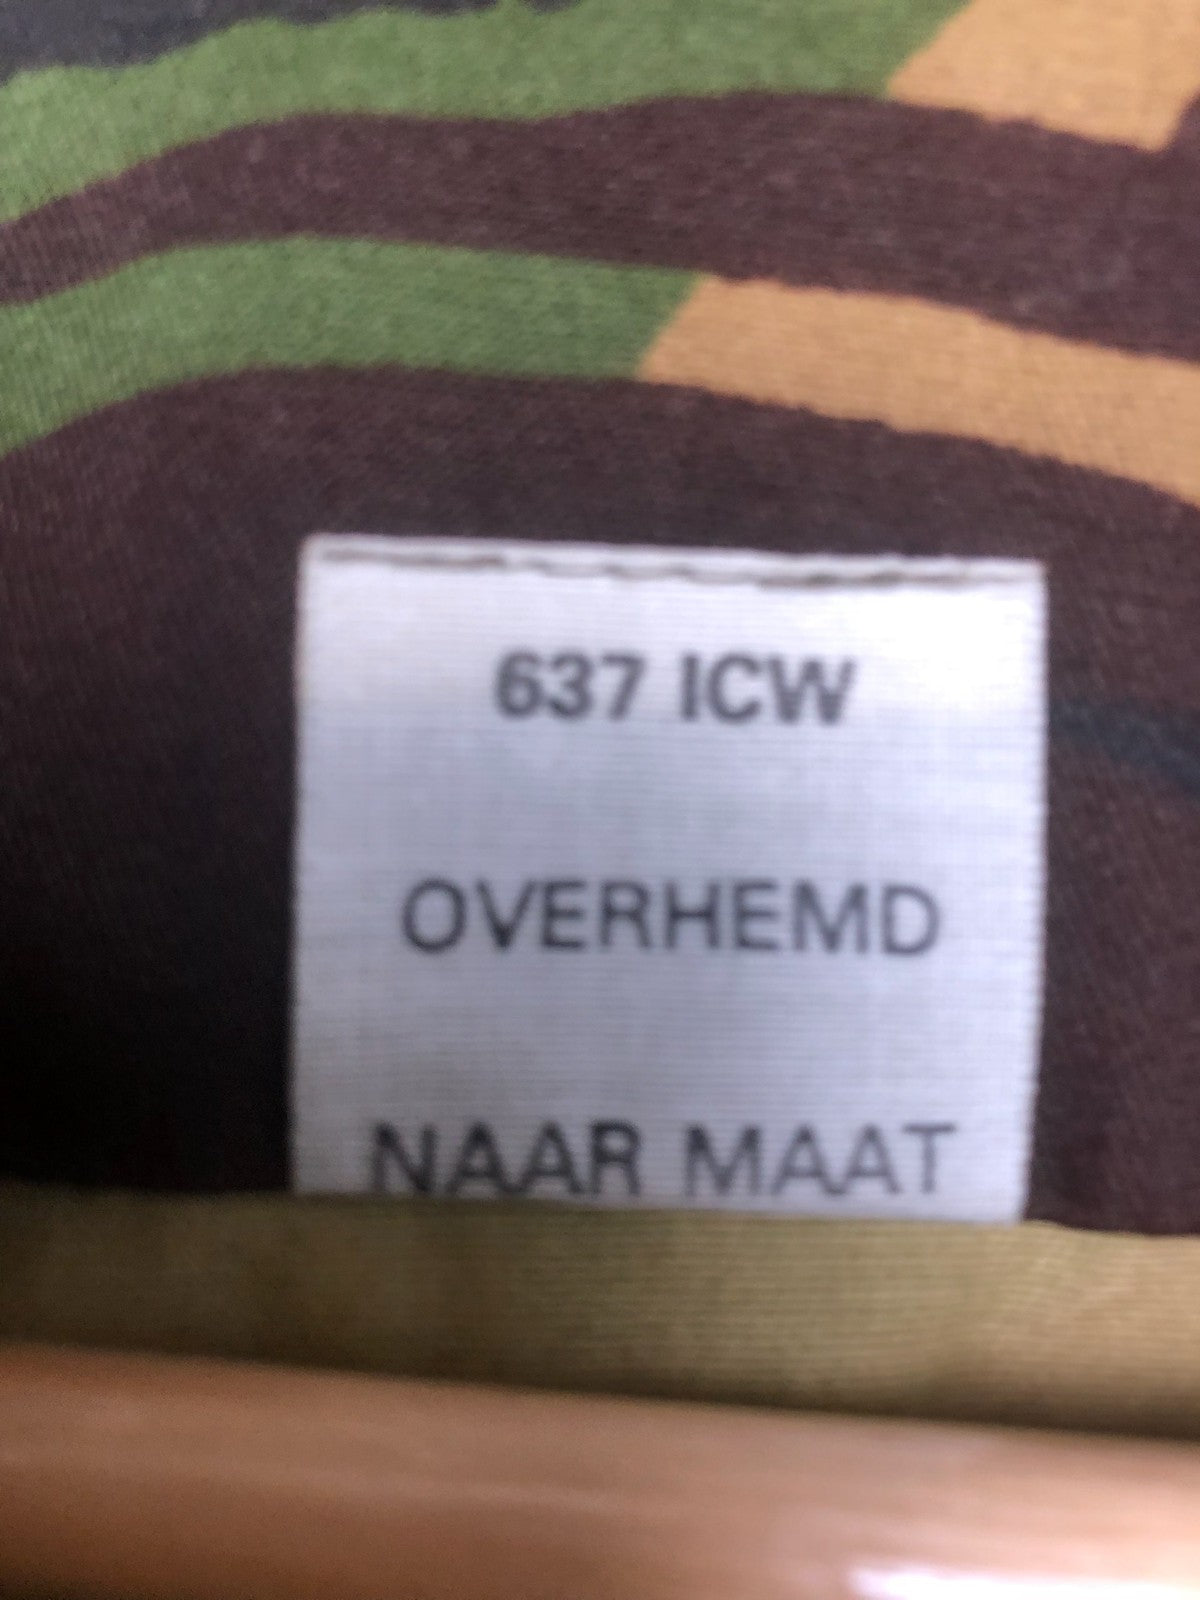 637 ICW
OVERHEMD
NAAR MAAT